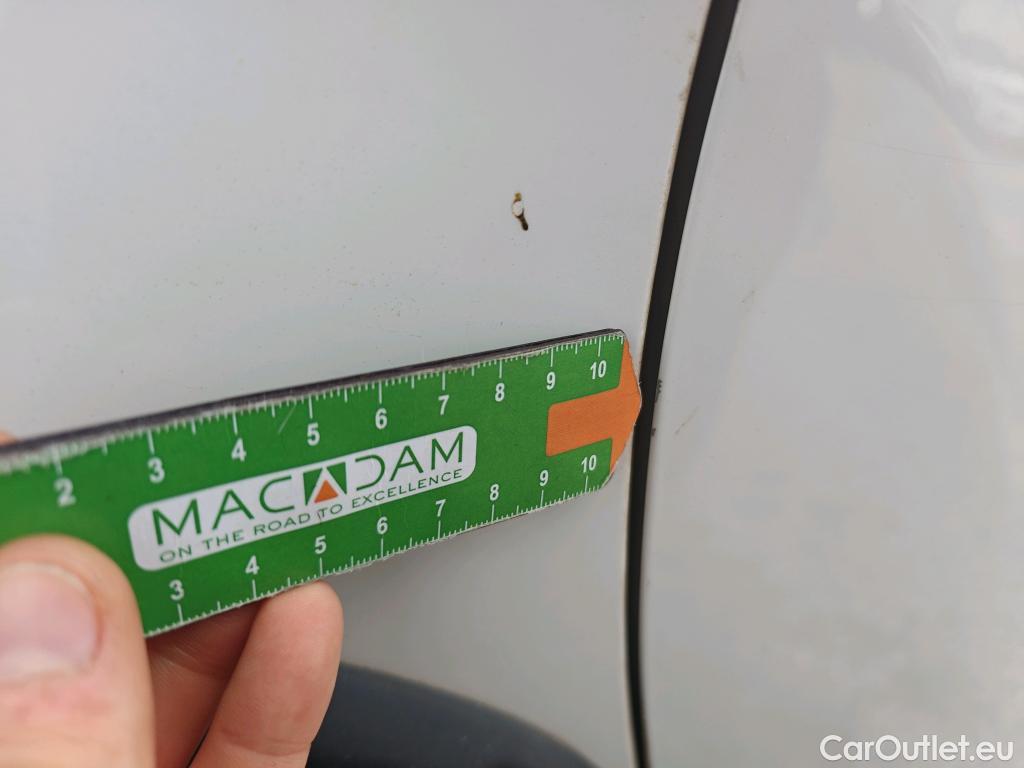 2 3 4 5 6 7 8 9 10
MACADAM
ON THE ROAD TO EXCELLENCE
3 4 5 6 7 8 9 10
CarOutlet.eu